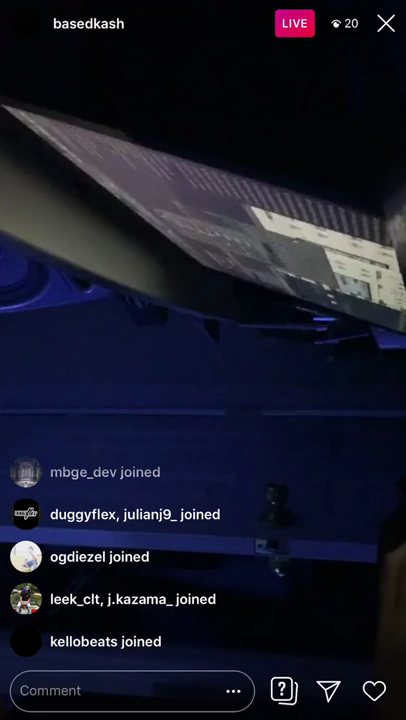 basedkash
LIVE
20
mbge_dev joined
duggyflex, julianj9_ joined
ogdiezel joined
leek_clt, j.kazama_ joined
kellobeats joined
Comment